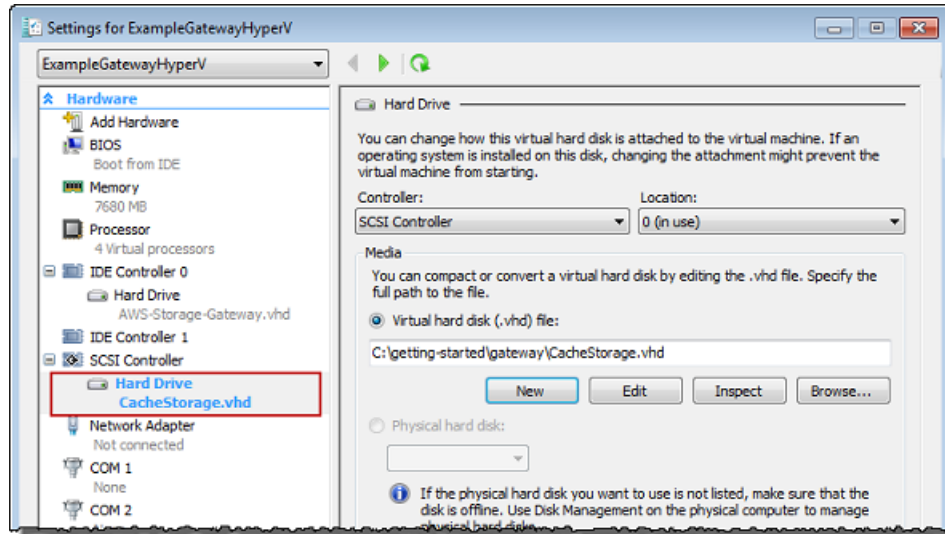 Settings for ExampleGatewayHyperV
ExampleGatewayHyperV
Hardware
Add Hardware
BIOS
Boot from IDE
Memory
7680 MB
Processor
4 Virtual processors
IDE Controller 0
Hard Drive
AWS-Storage-Gateway.vhd
IDE Controller 1
SCSI Controller
Hard Drive
CacheStorage.vhd
Network Adapter
Not connected
COM 1
None
COM 2
Hard Drive
You can change how this virtual hard disk is attached to the virtual machine. If an
operating system is installed on this disk, changing the attachment might prevent the
virtual machine from starting.
Controller:
Location:
SCSI Controller
0 (in use)
Media
You can compact or convert a virtual hard disk by editing the .vhd file. Specify the
full path to the file.
Virtual hard disk (.vhd) file:
C:\getting-started\gateway\CacheStorage.vhd
New
Edit
Inspect
Browse...
Physical hard disk:
If the physical hard disk you want to use is not listed, make sure that the
disk is offline. Use Disk Management on the physical computer to manage
physical hard disks.